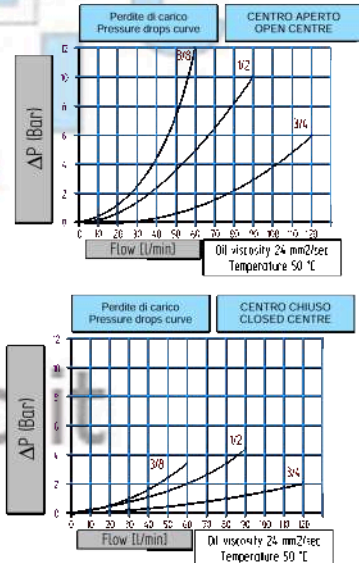 Perdite di carico
Pressure drops curve
CENTRO APERTO
OPEN CENTRE
12
10
8
6
4
2
0
ΔP (Bar)
3/8
1/2
3/4
0 10 20 30 40 50 60 70 80 90 100 110 120
Flow [l/min]
Oil viscosity 24 mm2/sec
Temperature 50 °C
Perdite di carico
Pressure drops curve
CENTRO CHIUSO
CLOSED CENTRE
12
10
8
6
4
2
0
ΔP (Bar)
3/8
1/2
3/4
0 10 20 30 40 50 60 70 80 90 100 110 120
Flow [l/min]
Oil viscosity 24 mm2/sec
Temperature 50 °C
it